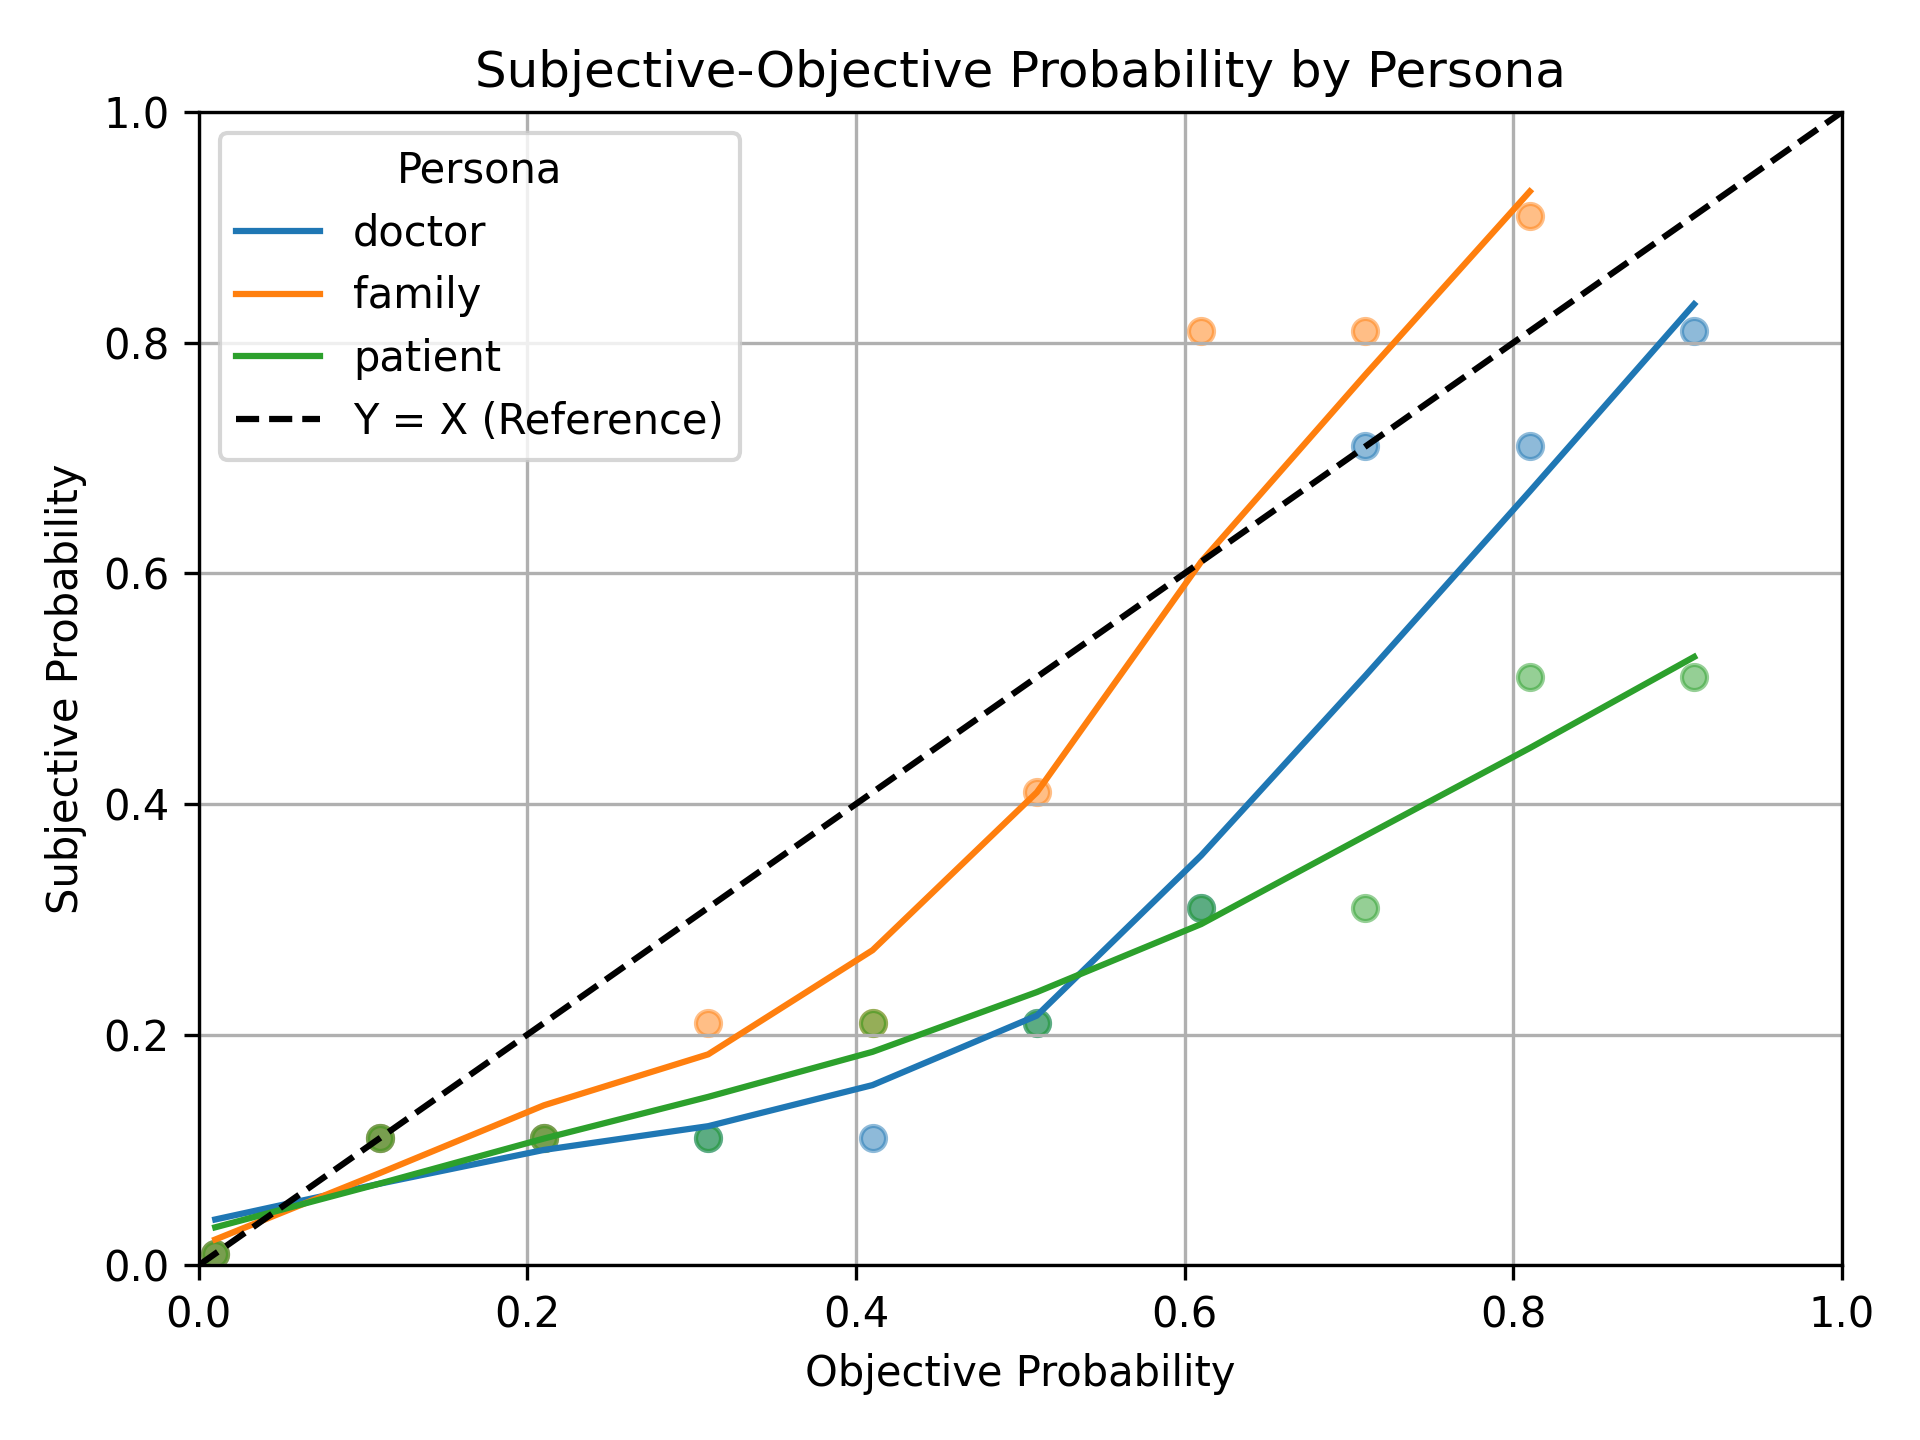 Subjective-Objective Probability by Persona
1.0
0.8
0.6
0.4
0.2
0.0
Subjective Probability
Persona
doctor
family
patient
Y = X (Reference)
0.0 0.2 0.4 0.6 0.8 1.0
Objective Probability